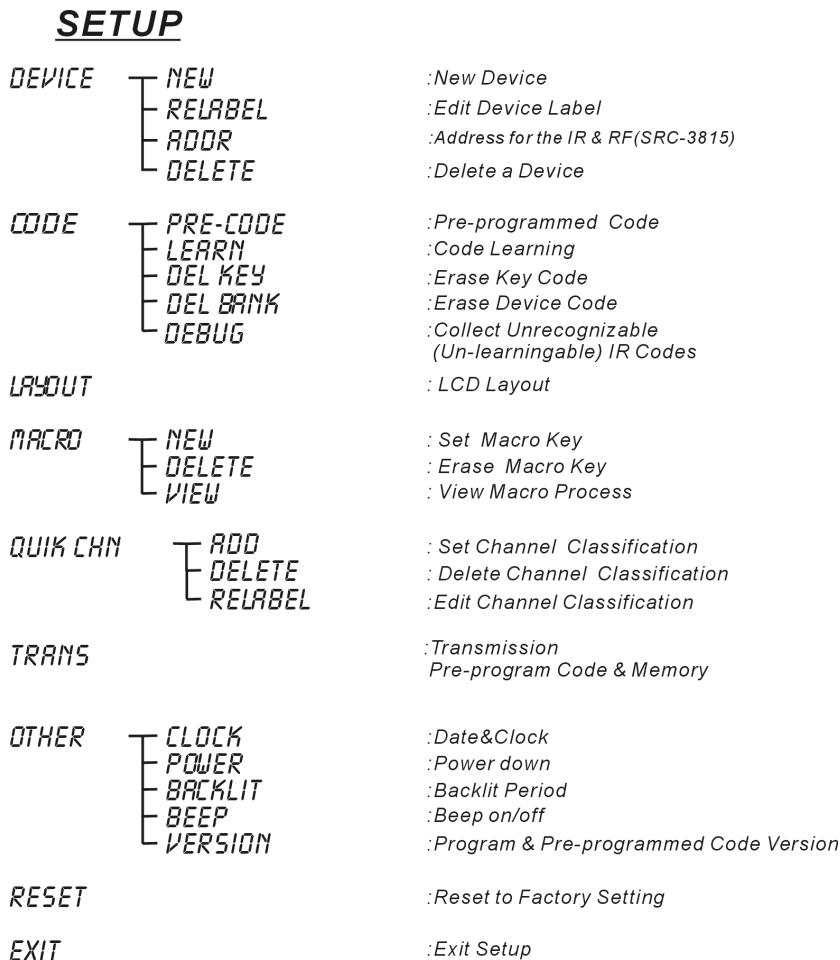 SETUP
DEVICE NEW :New Device
RELABEL :Edit Device Label
ADDR :Address for the IR & RF(SRC-3815)
DELETE :Delete a Device
CODE PRE-CODE :Pre-programmed Code
LEARN :Code Learning
DEL KEY :Erase Key Code
DEL BANK :Erase Device Code
DEBUG :Collect Unrecognizable
(Un-learningable) IR Codes
LAYOUT : LCD Layout
MACRO NEW : Set Macro Key
DELETE : Erase Macro Key
VIEW : View Macro Process
QUIK CHN ADD : Set Channel Classification
DELETE : Delete Channel Classification
RELABEL :Edit Channel Classification
TRANS :Transmission
Pre-program Code & Memory
OTHER CLOCK :Date&Clock
POWER :Power down
BACKLIT :Backlit Period
BEEP :Beep on/off
VERSION :Program & Pre-programmed Code Version
RESET :Reset to Factory Setting
EXIT :Exit Setup